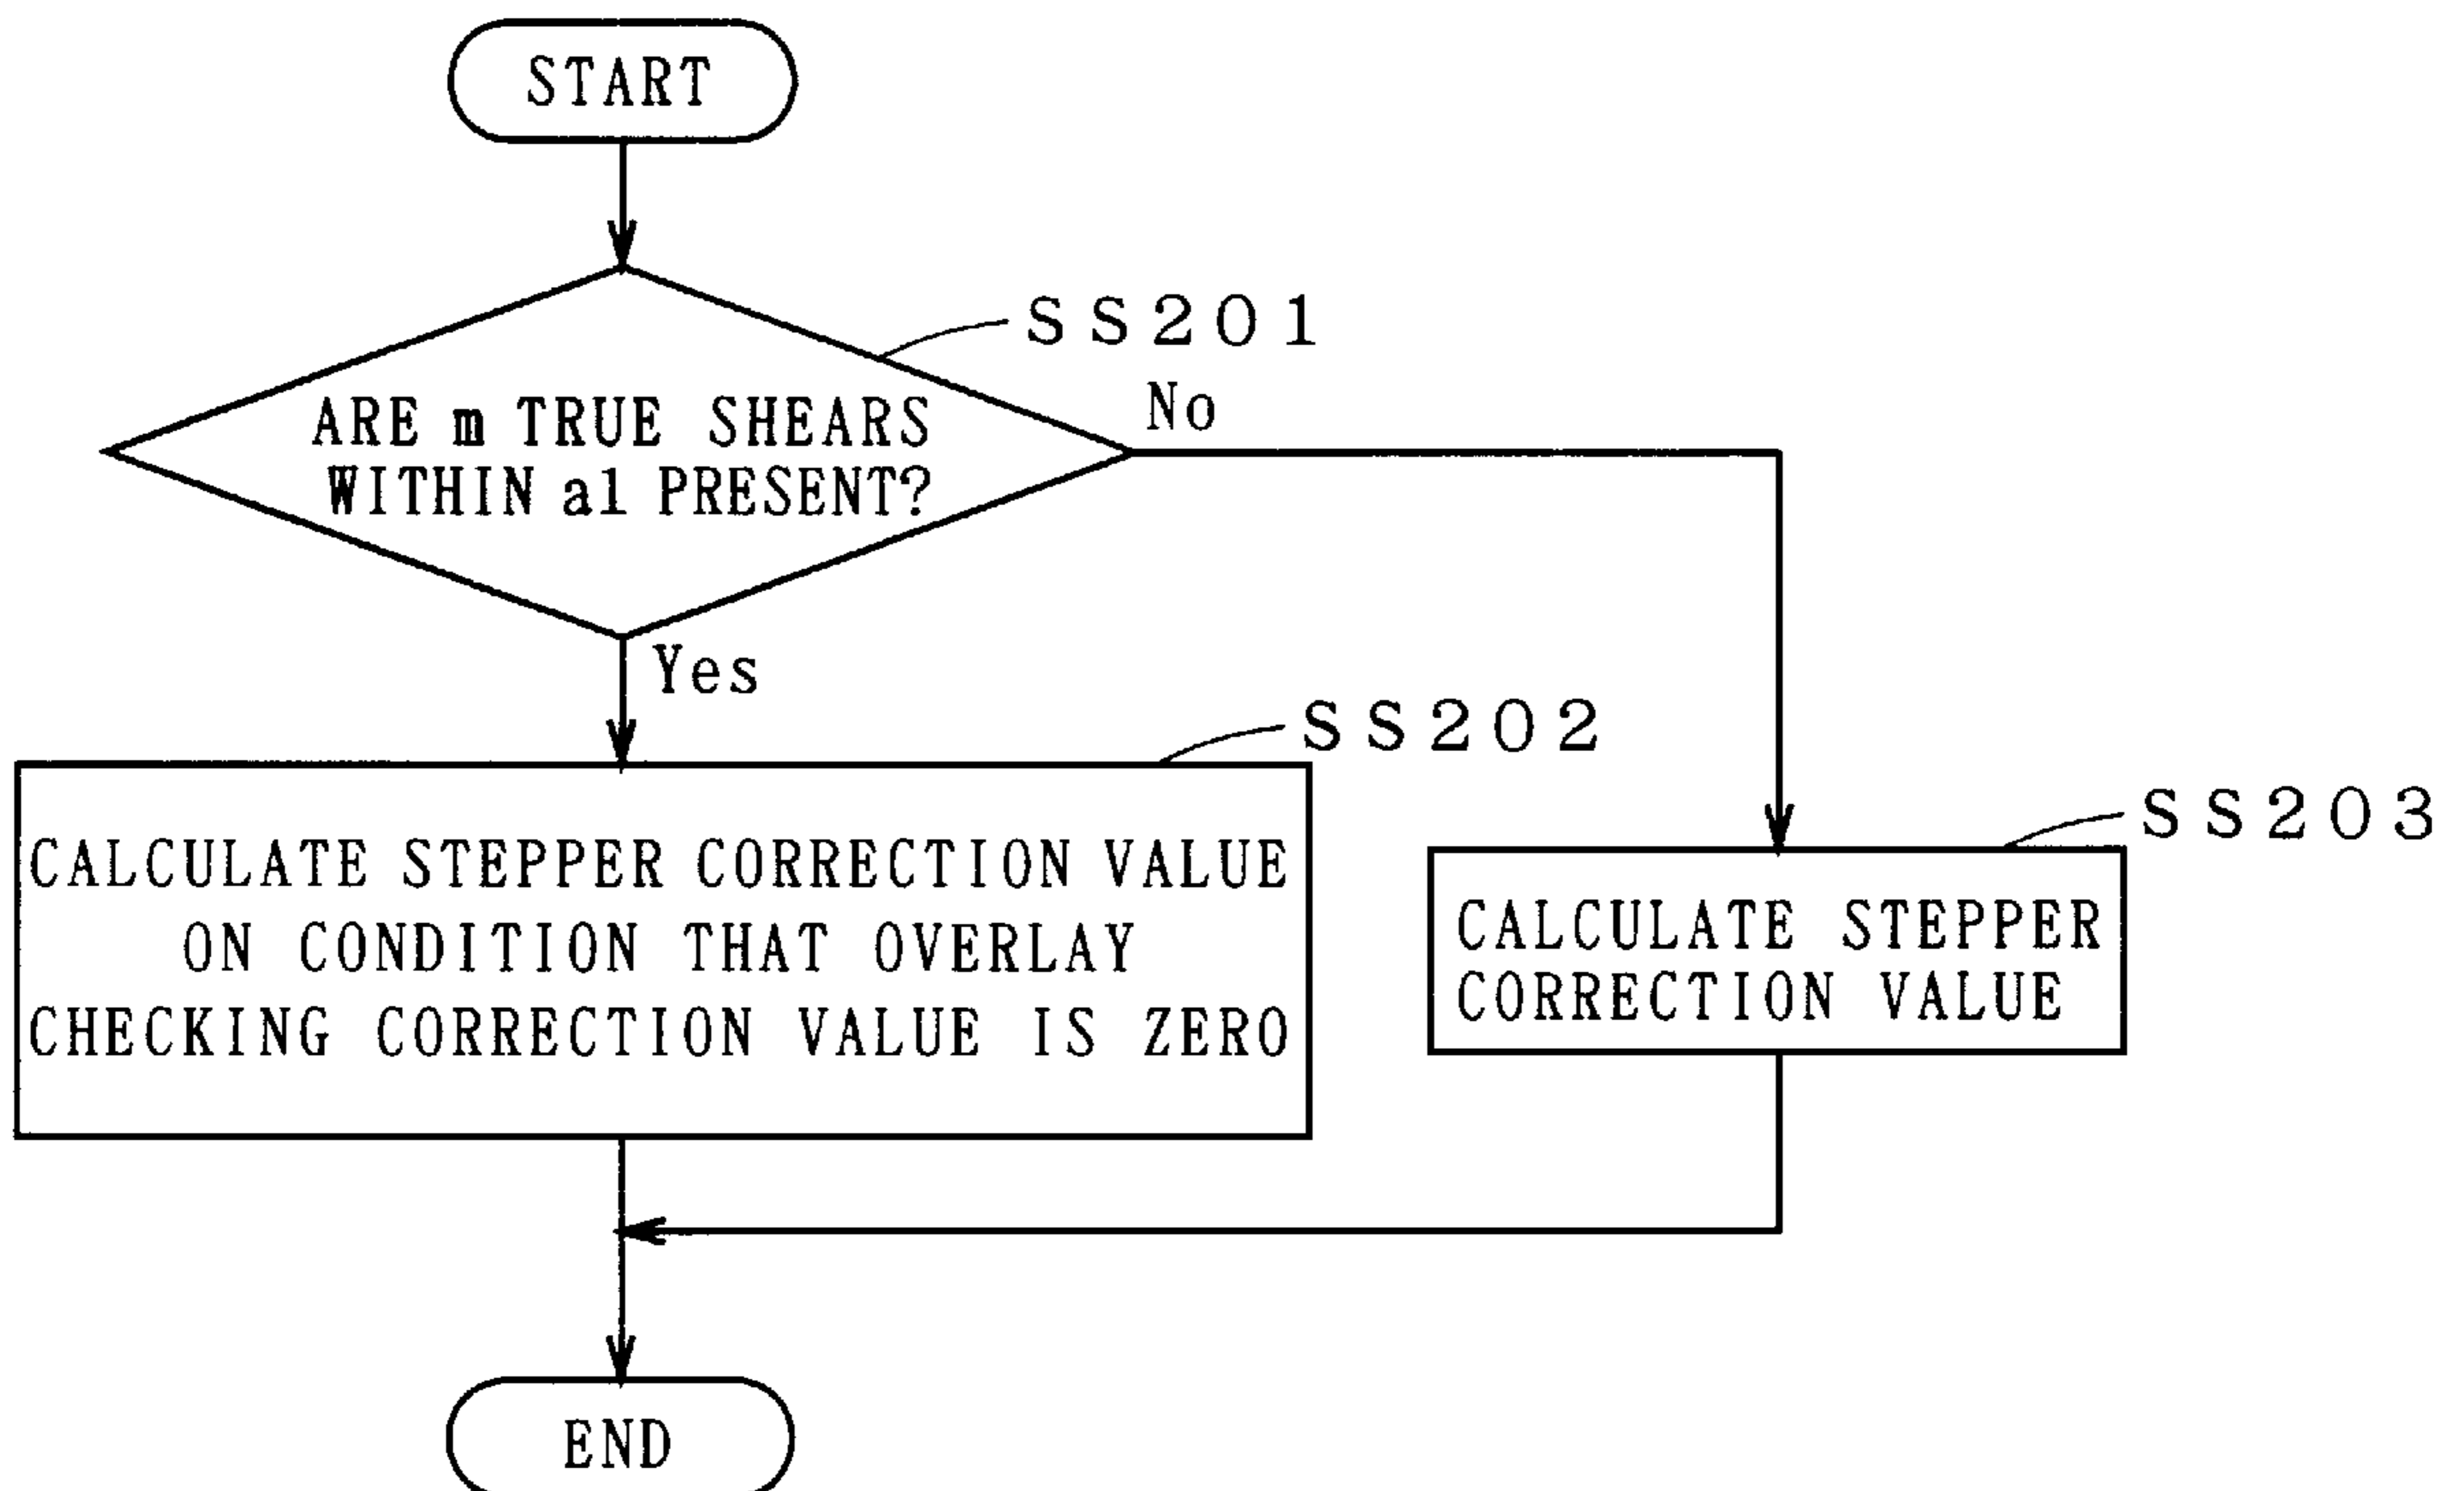 START
SS201
No
ARE m TRUE SHEARS
WITHIN a1 PRESENT?
Yes
SS202
SS203
CALCULATE STEPPER CORRECTION VALUE
ON CONDITION THAT OVERLAY
CHECKING CORRECTION VALUE IS ZERO
CALCULATE STEPPER
CORRECTION VALUE
END